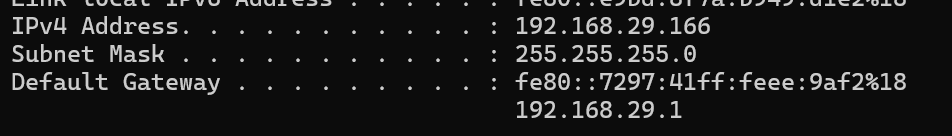 IPv4 Address. . . . . . . . . . . : 192.168.29.166
Subnet Mask . . . . . . . . . . . : 255.255.255.0
Default Gateway . . . . . . . . . : fe80::7297:41ff:feee:9af2%18
192.168.29.1